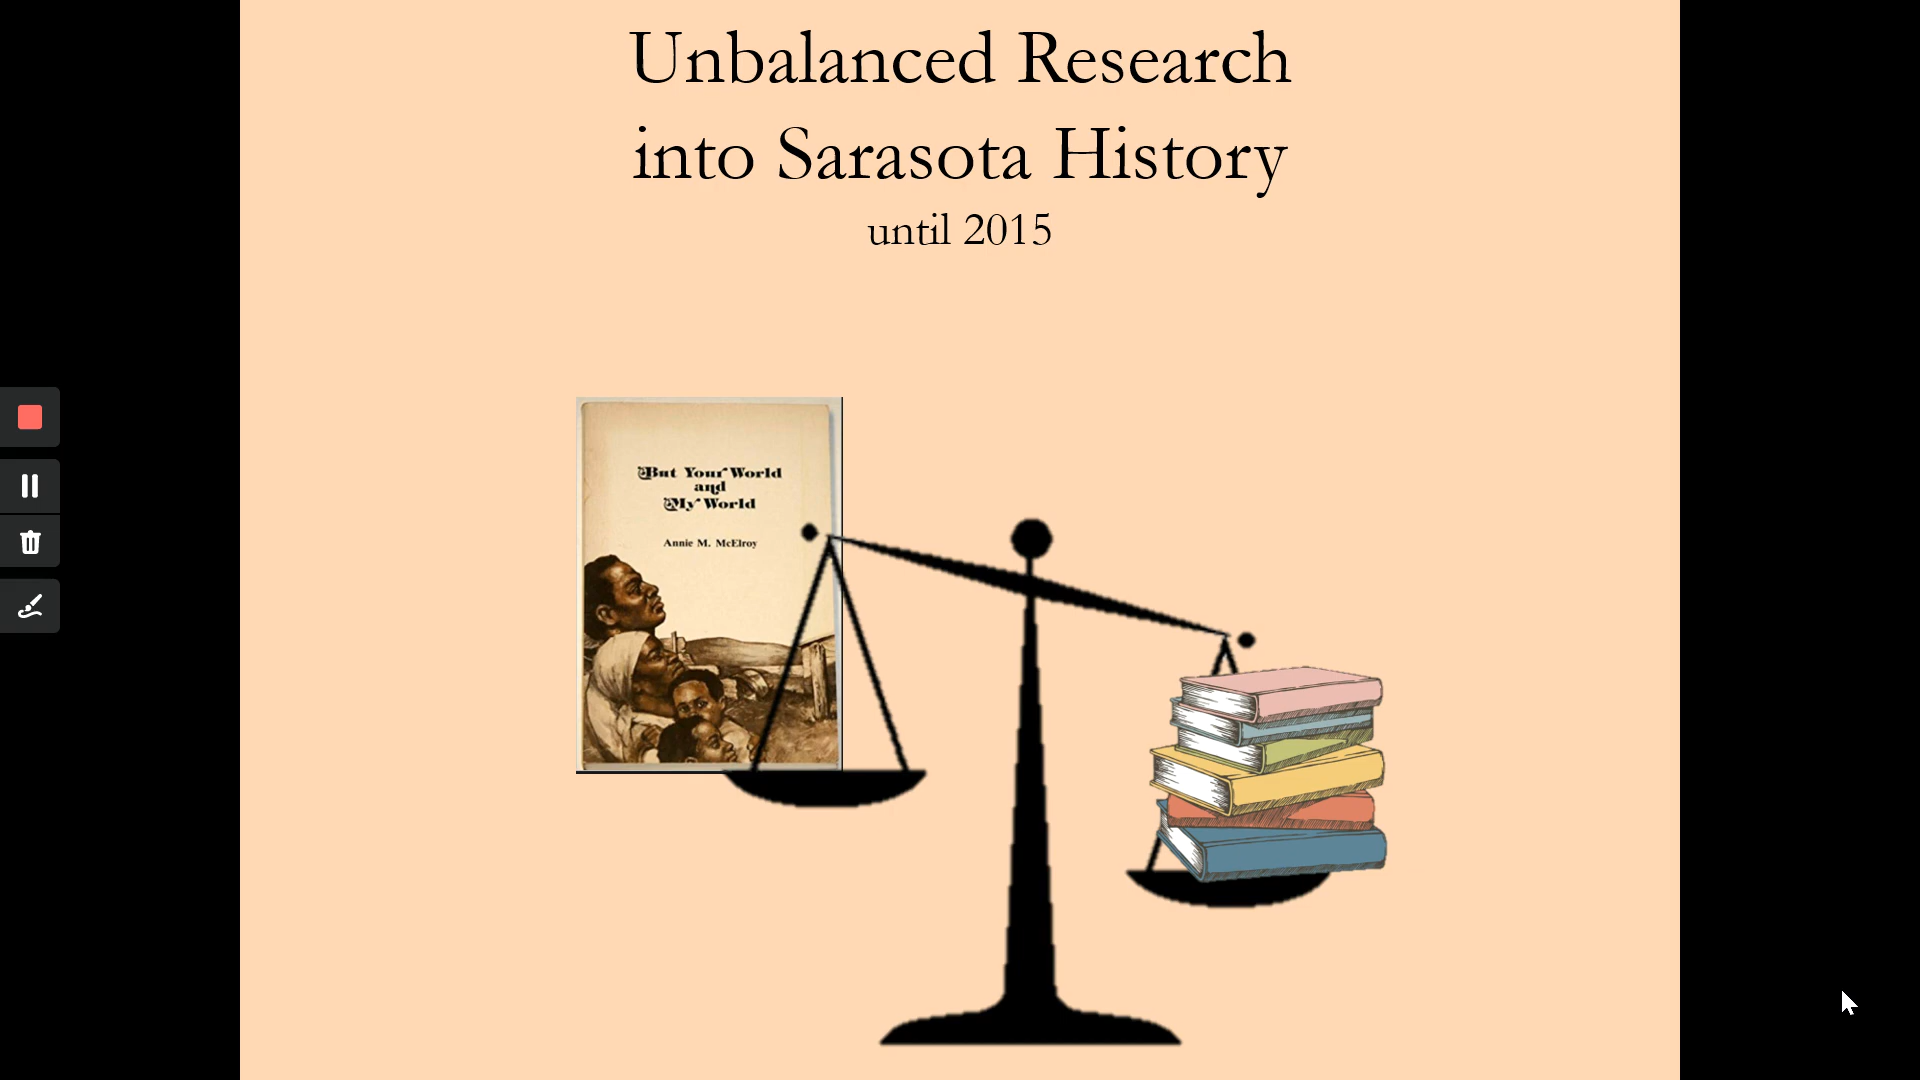 Unbalanced Research
into Sarasota History
until 2015
But Your World
and
My World
Annie M. McElroy